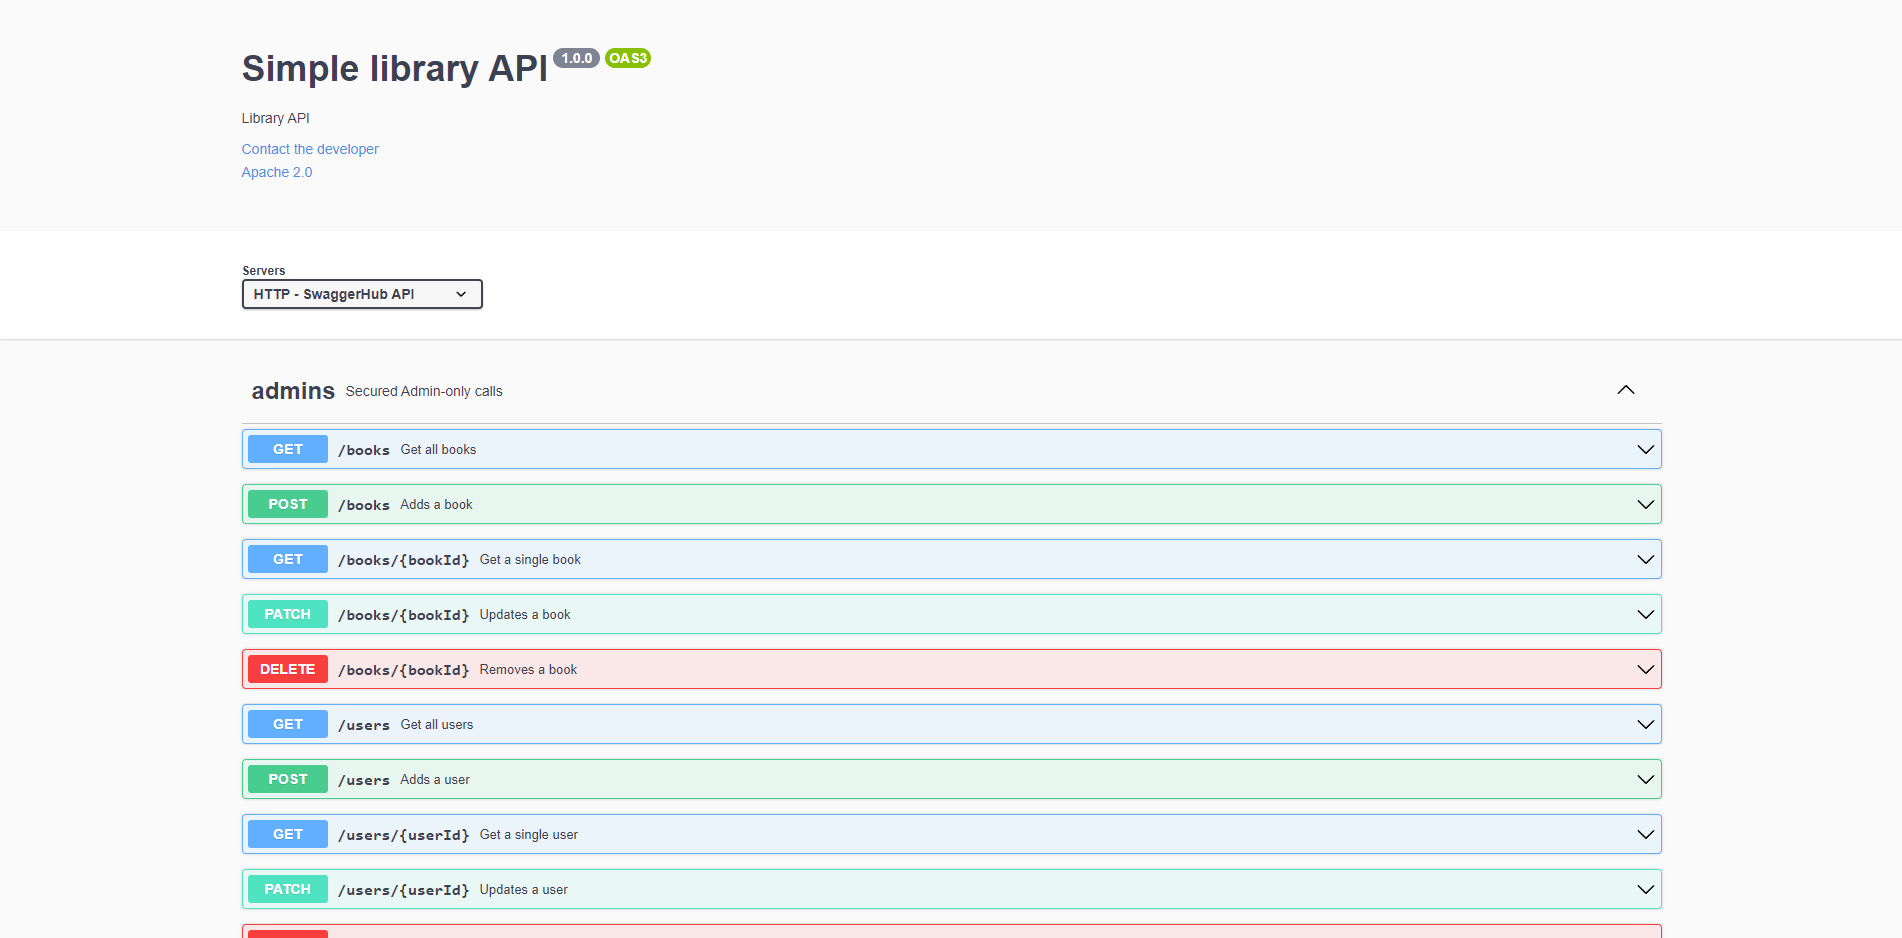 Simple library API 1.0.0 OAS3
Library API
Contact the developer
Apache 2.0
Servers
HTTP - SwaggerHub API
admins Secured Admin-only calls
GET /books Get all books
POST /books Adds a book
GET /books/{bookId} Get a single book
PATCH /books/{bookId} Updates a book
DELETE /books/{bookId} Removes a book
GET /users Get all users
POST /users Adds a user
GET /users/{userId} Get a single user
PATCH /users/{userId} Updates a user